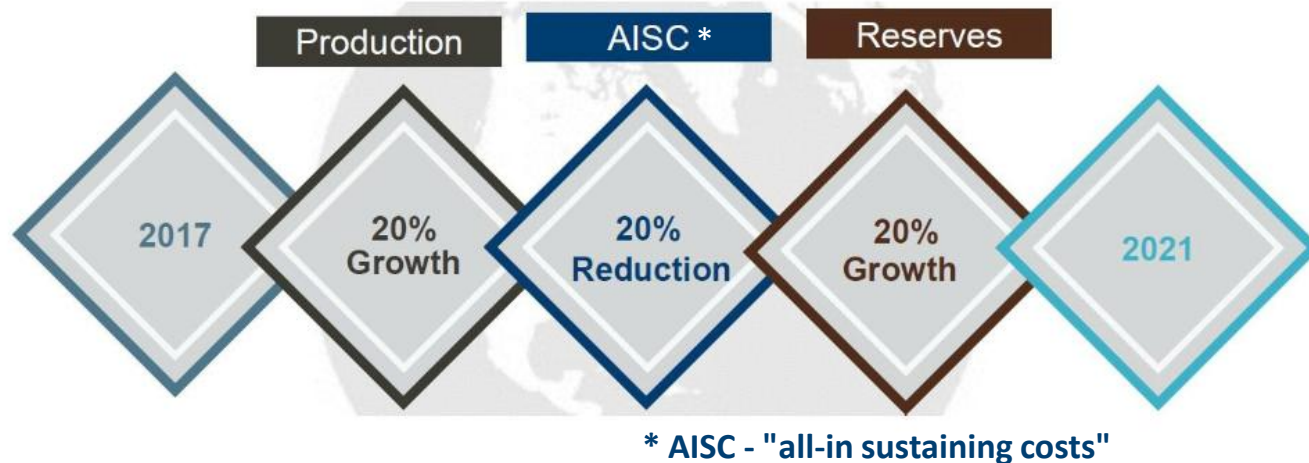 Production
AISC *
Reserves
2017
20%
Growth
20%
Reduction
20%
Growth
2021
* AISC - "all-in sustaining costs"